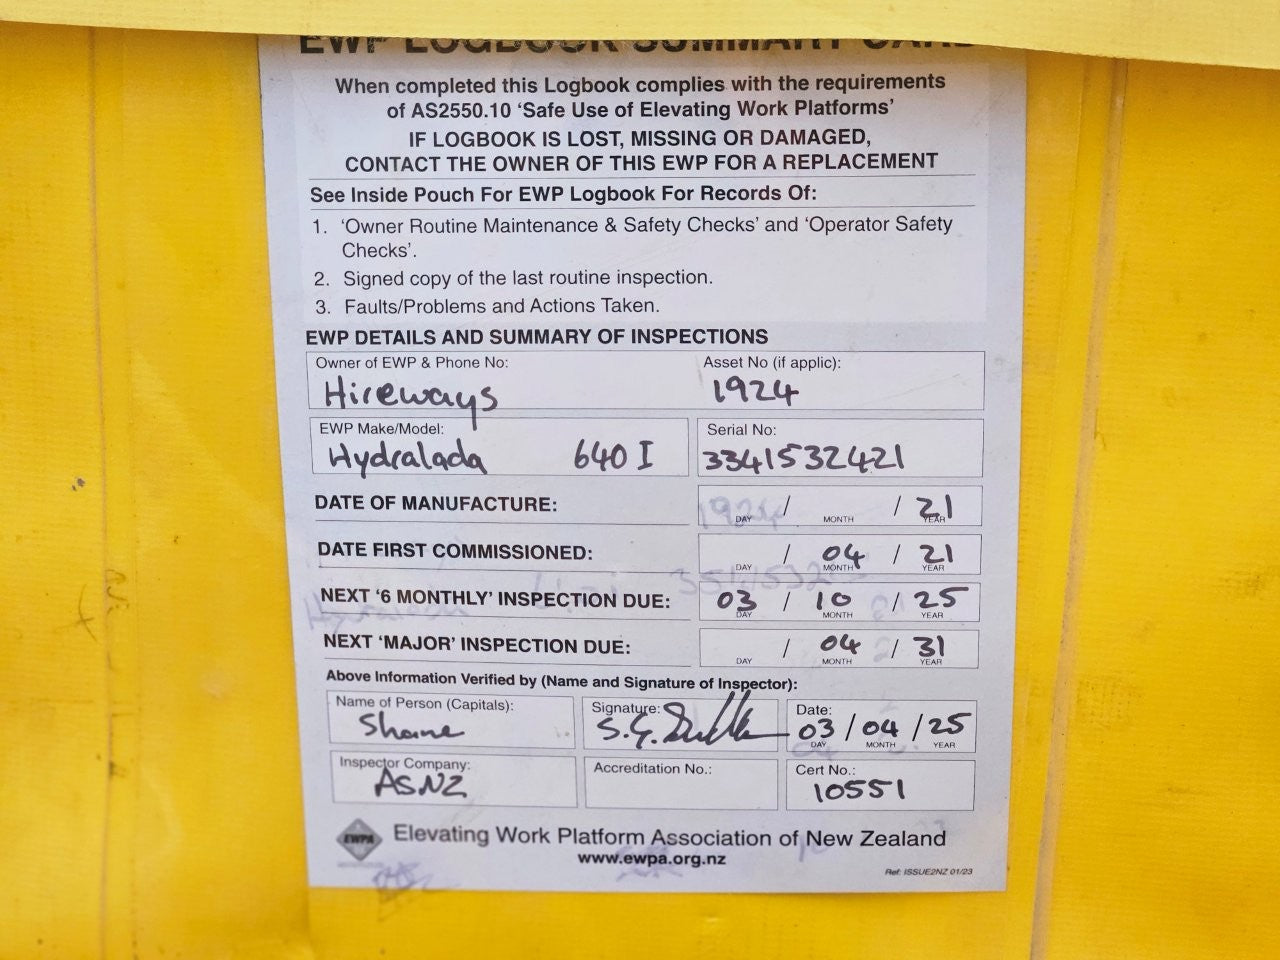 EWP LOGBOOK SUMMARY CARD
When completed this Logbook complies with the requirements
of AS2550.10 ‘Safe Use of Elevating Work Platforms’
IF LOGBOOK IS LOST, MISSING OR DAMAGED,
CONTACT THE OWNER OF THIS EWP FOR A REPLACEMENT
See Inside Pouch For EWP Logbook For Records Of:
1. ‘Owner Routine Maintenance & Safety Checks’ and ‘Operator Safety
Checks’.
2. Signed copy of the last routine inspection.
3. Faults/Problems and Actions Taken.
EWP DETAILS AND SUMMARY OF INSPECTIONS
Owner of EWP & Phone No: Asset No (if applic):
Hireways 1924
EWP Make/Model: Serial No:
Hydralada 640 I 3341532421
DATE OF MANUFACTURE: / / 21
DAY MONTH YEAR
DATE FIRST COMMISSIONED: / 04 / 21
DAY MONTH YEAR
NEXT ‘6 MONTHLY’ INSPECTION DUE: 03 / 10 / 25
DAY MONTH YEAR
NEXT ‘MAJOR’ INSPECTION DUE: / 04 / 31
DAY MONTH YEAR
Above Information Verified by (Name and Signature of Inspector):
Name of Person (Capitals): Signature: Date:
Shane S.G. 03 / 04 / 25
DAY MONTH YEAR
Inspector Company: Accreditation No.: Cert No.:
ASNZ 10551
EWPA Elevating Work Platform Association of New Zealand
www.ewpa.org.nz
Ref: ISSUE2NZ 01/23